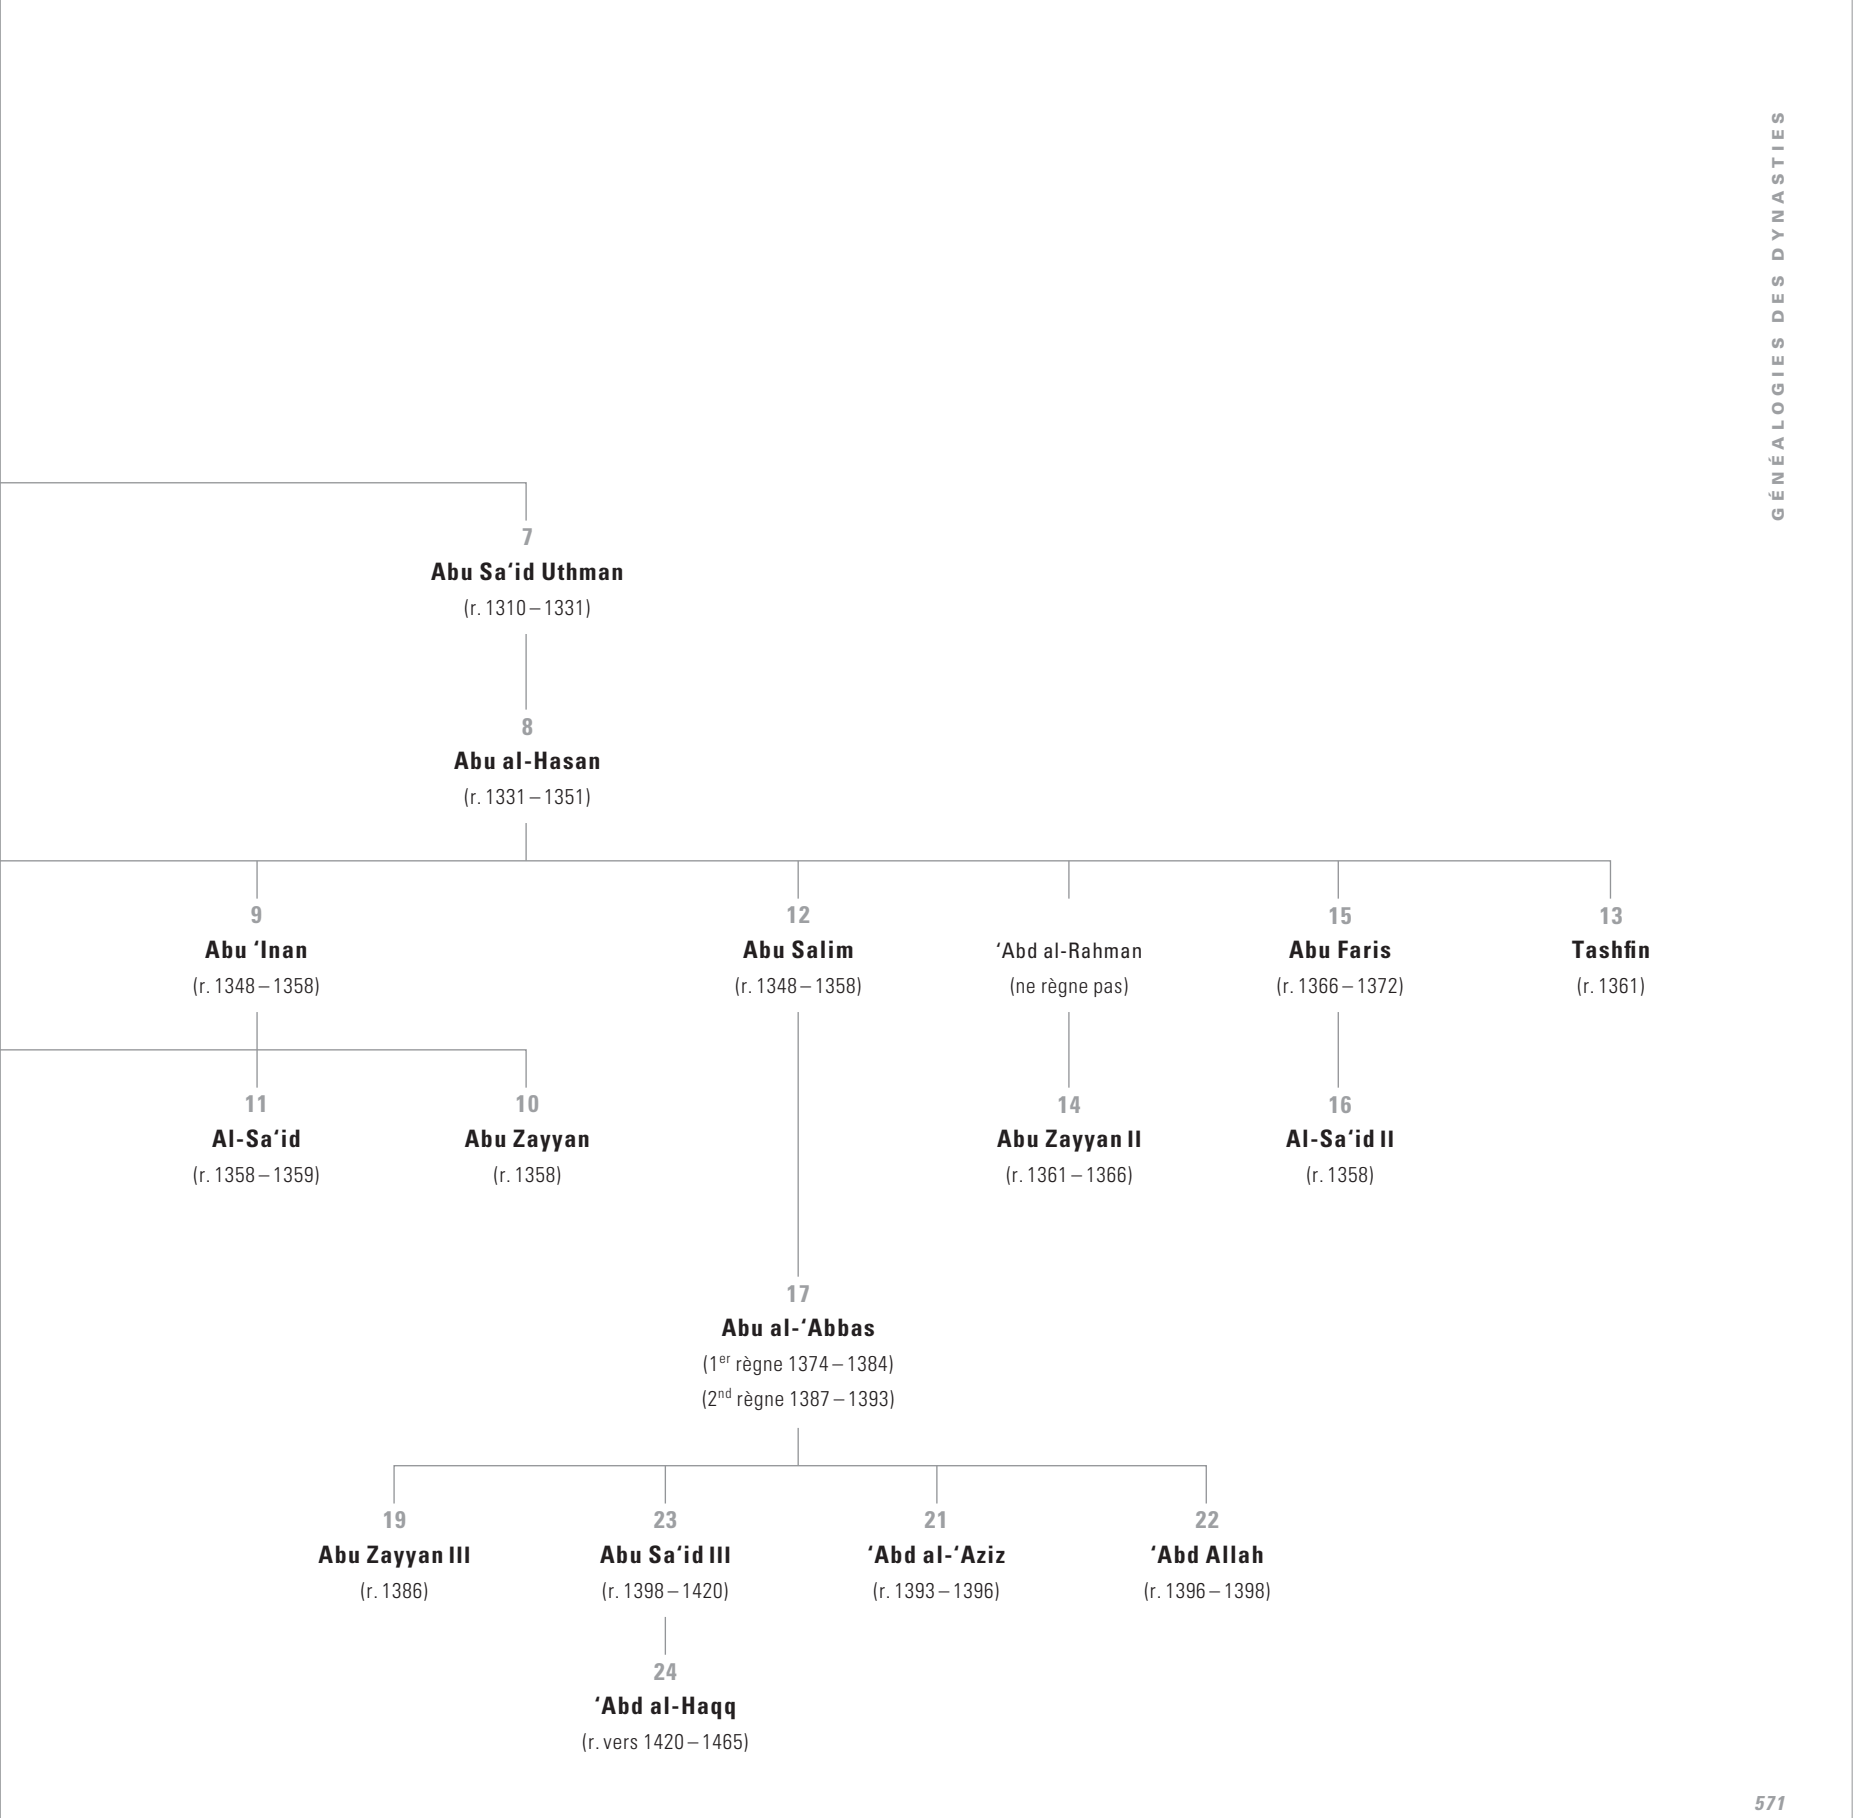 GÉNÉALOGIES DES DYNASTIES
7
Abu Sa‘id Uthman
(r. 1310 – 1331)
8
Abu al-Hasan
(r. 1331 – 1351)
9
Abu ‘Inan
(r. 1348 – 1358)
12
Abu Salim
(r. 1348 – 1358)
‘Abd al-Rahman
(ne règne pas)
15
Abu Faris
(r. 1366 – 1372)
13
Tashfin
(r. 1361)
11
Al-Sa‘id
(r. 1358 – 1359)
10
Abu Zayyan
(r. 1358)
14
Abu Zayyan II
(r. 1361 – 1366)
16
Al-Sa‘id II
(r. 1358)
17
Abu al-‘Abbas
(1er règne 1374 – 1384)
(2nd règne 1387 – 1393)
19
Abu Zayyan III
(r. 1386)
23
Abu Sa‘id III
(r. 1398 – 1420)
21
‘Abd al-‘Aziz
(r. 1393 – 1396)
22
‘Abd Allah
(r. 1396 – 1398)
24
‘Abd al-Haqq
(r. vers 1420 – 1465)
571